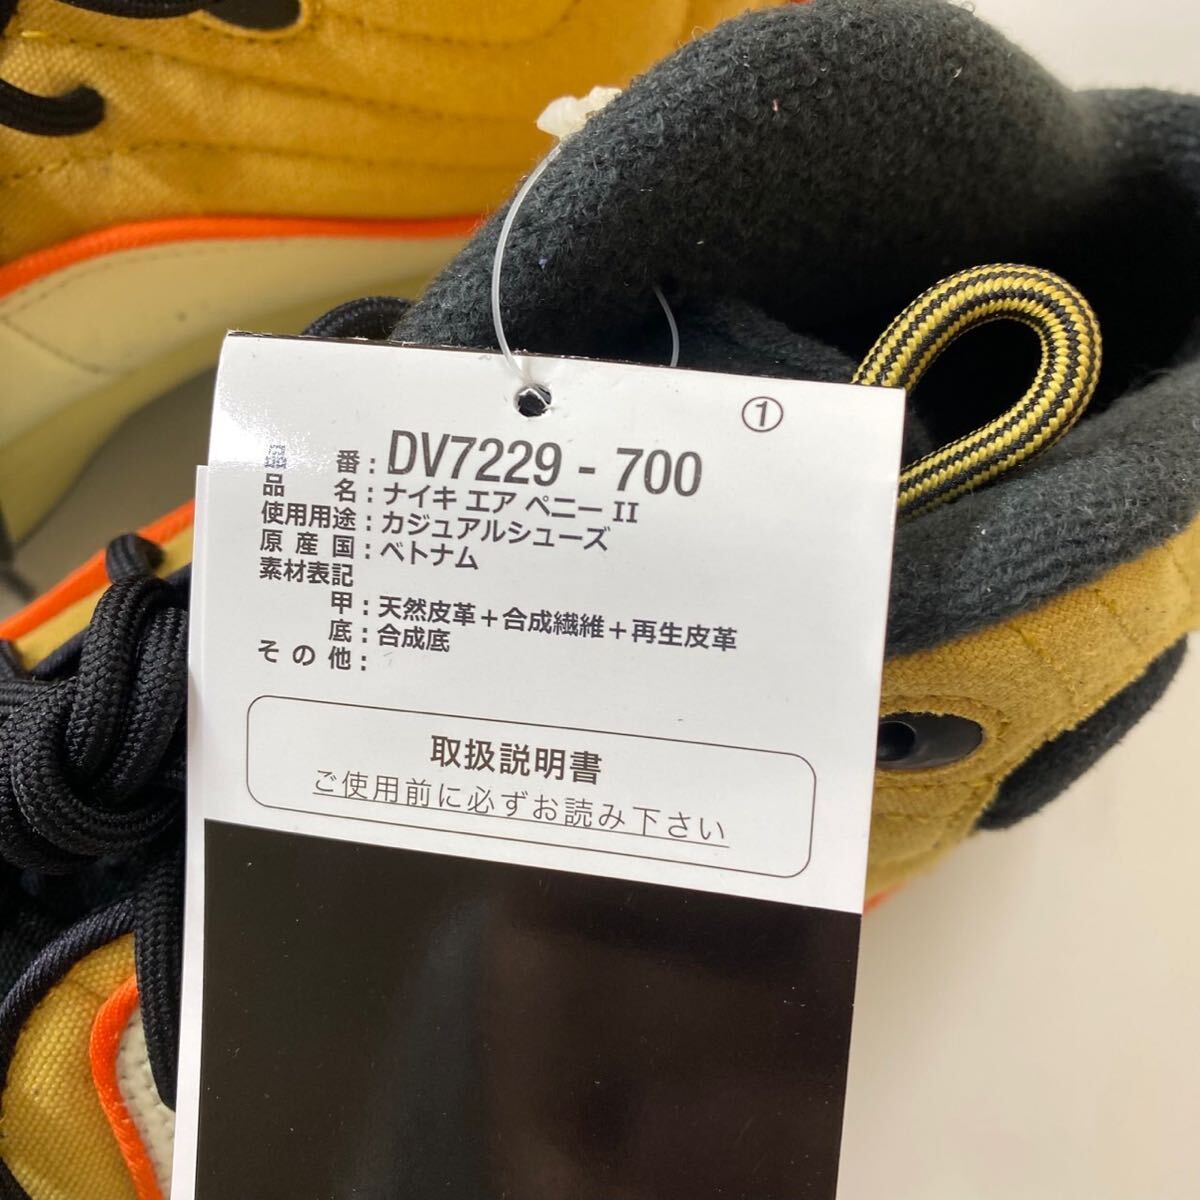 ①
品番：DV7229 - 700
品名：ナイキ エア ペニー II
使用用途：カジュアルシューズ
原産国：ベトナム
素材表記
甲：天然皮革＋合成繊維＋再生皮革
底：合成底
その他：
取扱説明書
ご使用前に必ずお読み下さい